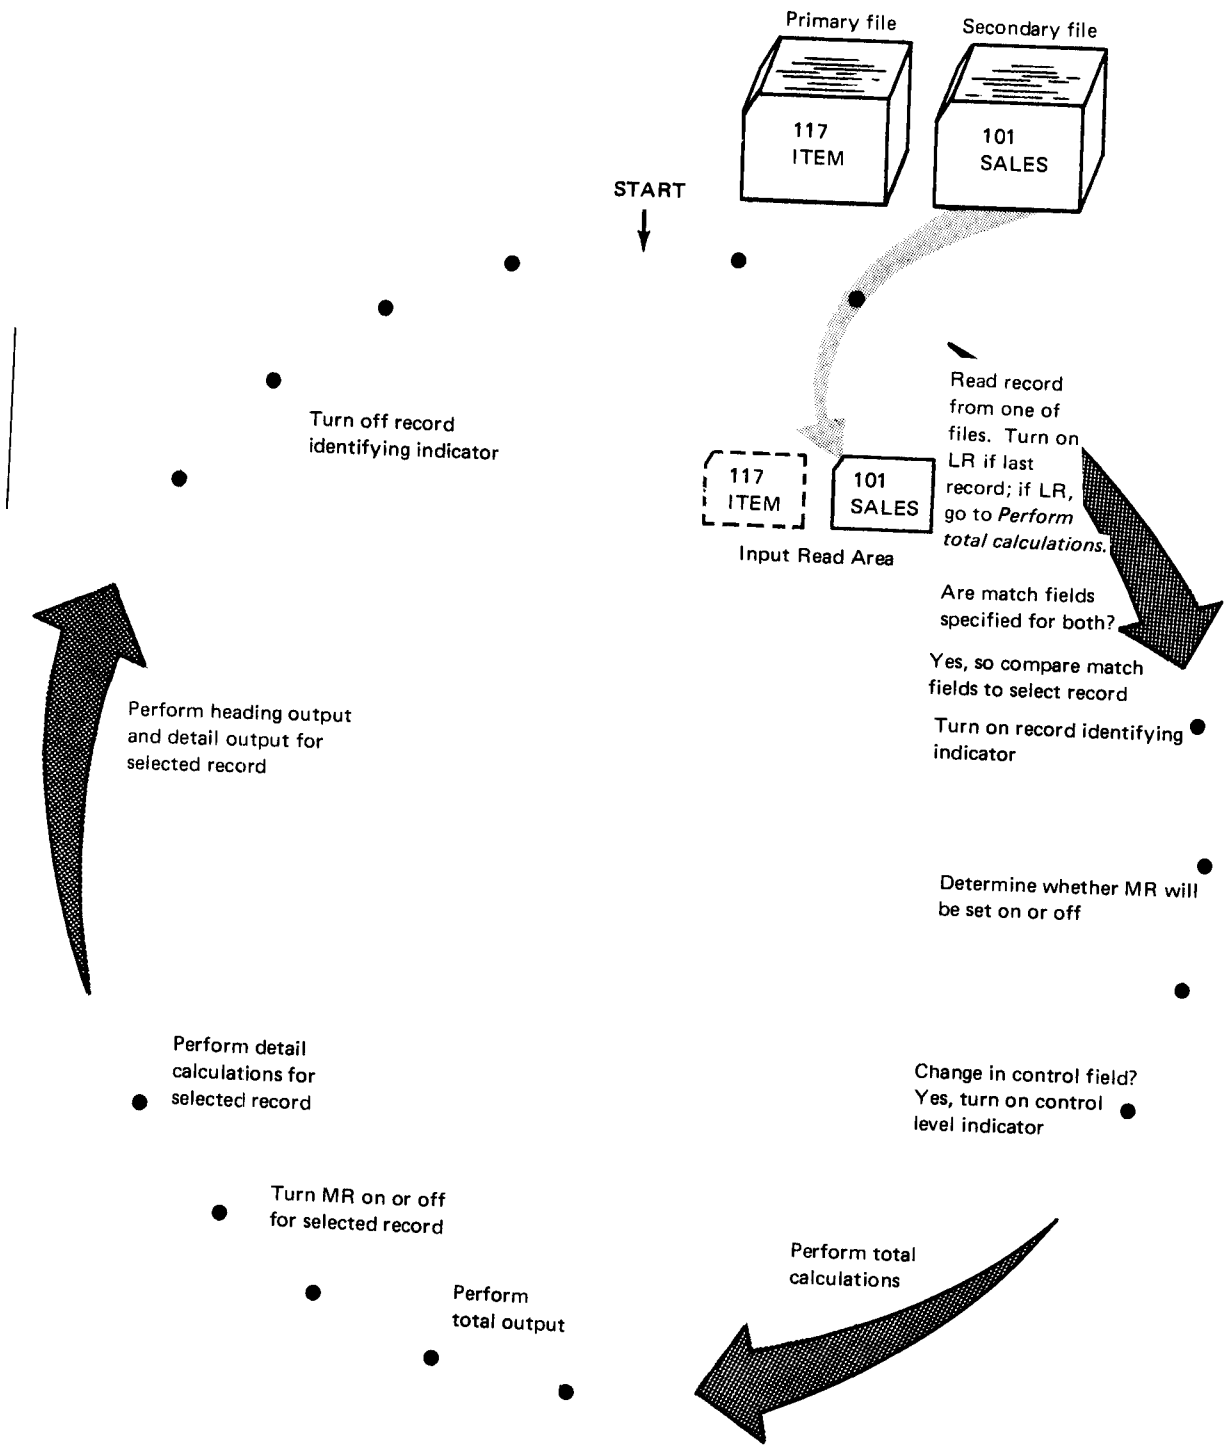 Primary file
Secondary file
117
ITEM
101
SALES
START
Read record
from one of
files. Turn on
LR if last
record; if LR,
go to Perform
total calculations.
Turn off record
identifying indicator
117
ITEM
101
SALES
Input Read Area
Are match fields
specified for both?
Yes, so compare match
fields to select record
Turn on record identifying
indicator
Determine whether MR will
be set on or off
Change in control field?
Yes, turn on control
level indicator
Perform total
calculations
Perform
total output
Turn MR on or off
for selected record
Perform detail
calculations for
selected record
Perform heading output
and detail output for
selected record